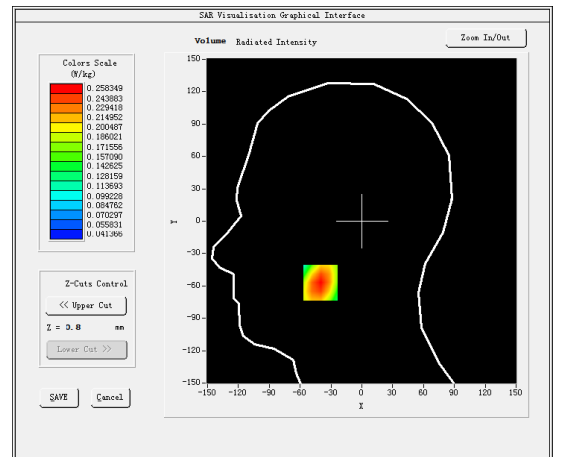 SAR Visualisation Graphical Interface
Volume Radiated Intensity
Zoom In/Out
Colors Scale
(W/kg)
0.258349
0.243883
0.229418
0.214952
0.200487
0.186021
0.171556
0.157090
0.142625
0.128159
0.113693
0.099228
0.084762
0.070297
0.055831
0.041366
Z-Cuts Control
<< Upper Cut
Z = 0.8 mm
Lower Cut >>
SAVE
Cancel
150
120
90
60
30
0
-30
-60
-90
-120
-150
Y
-150 -120 -90 -60 -30 0 30 60 90 120 150
X